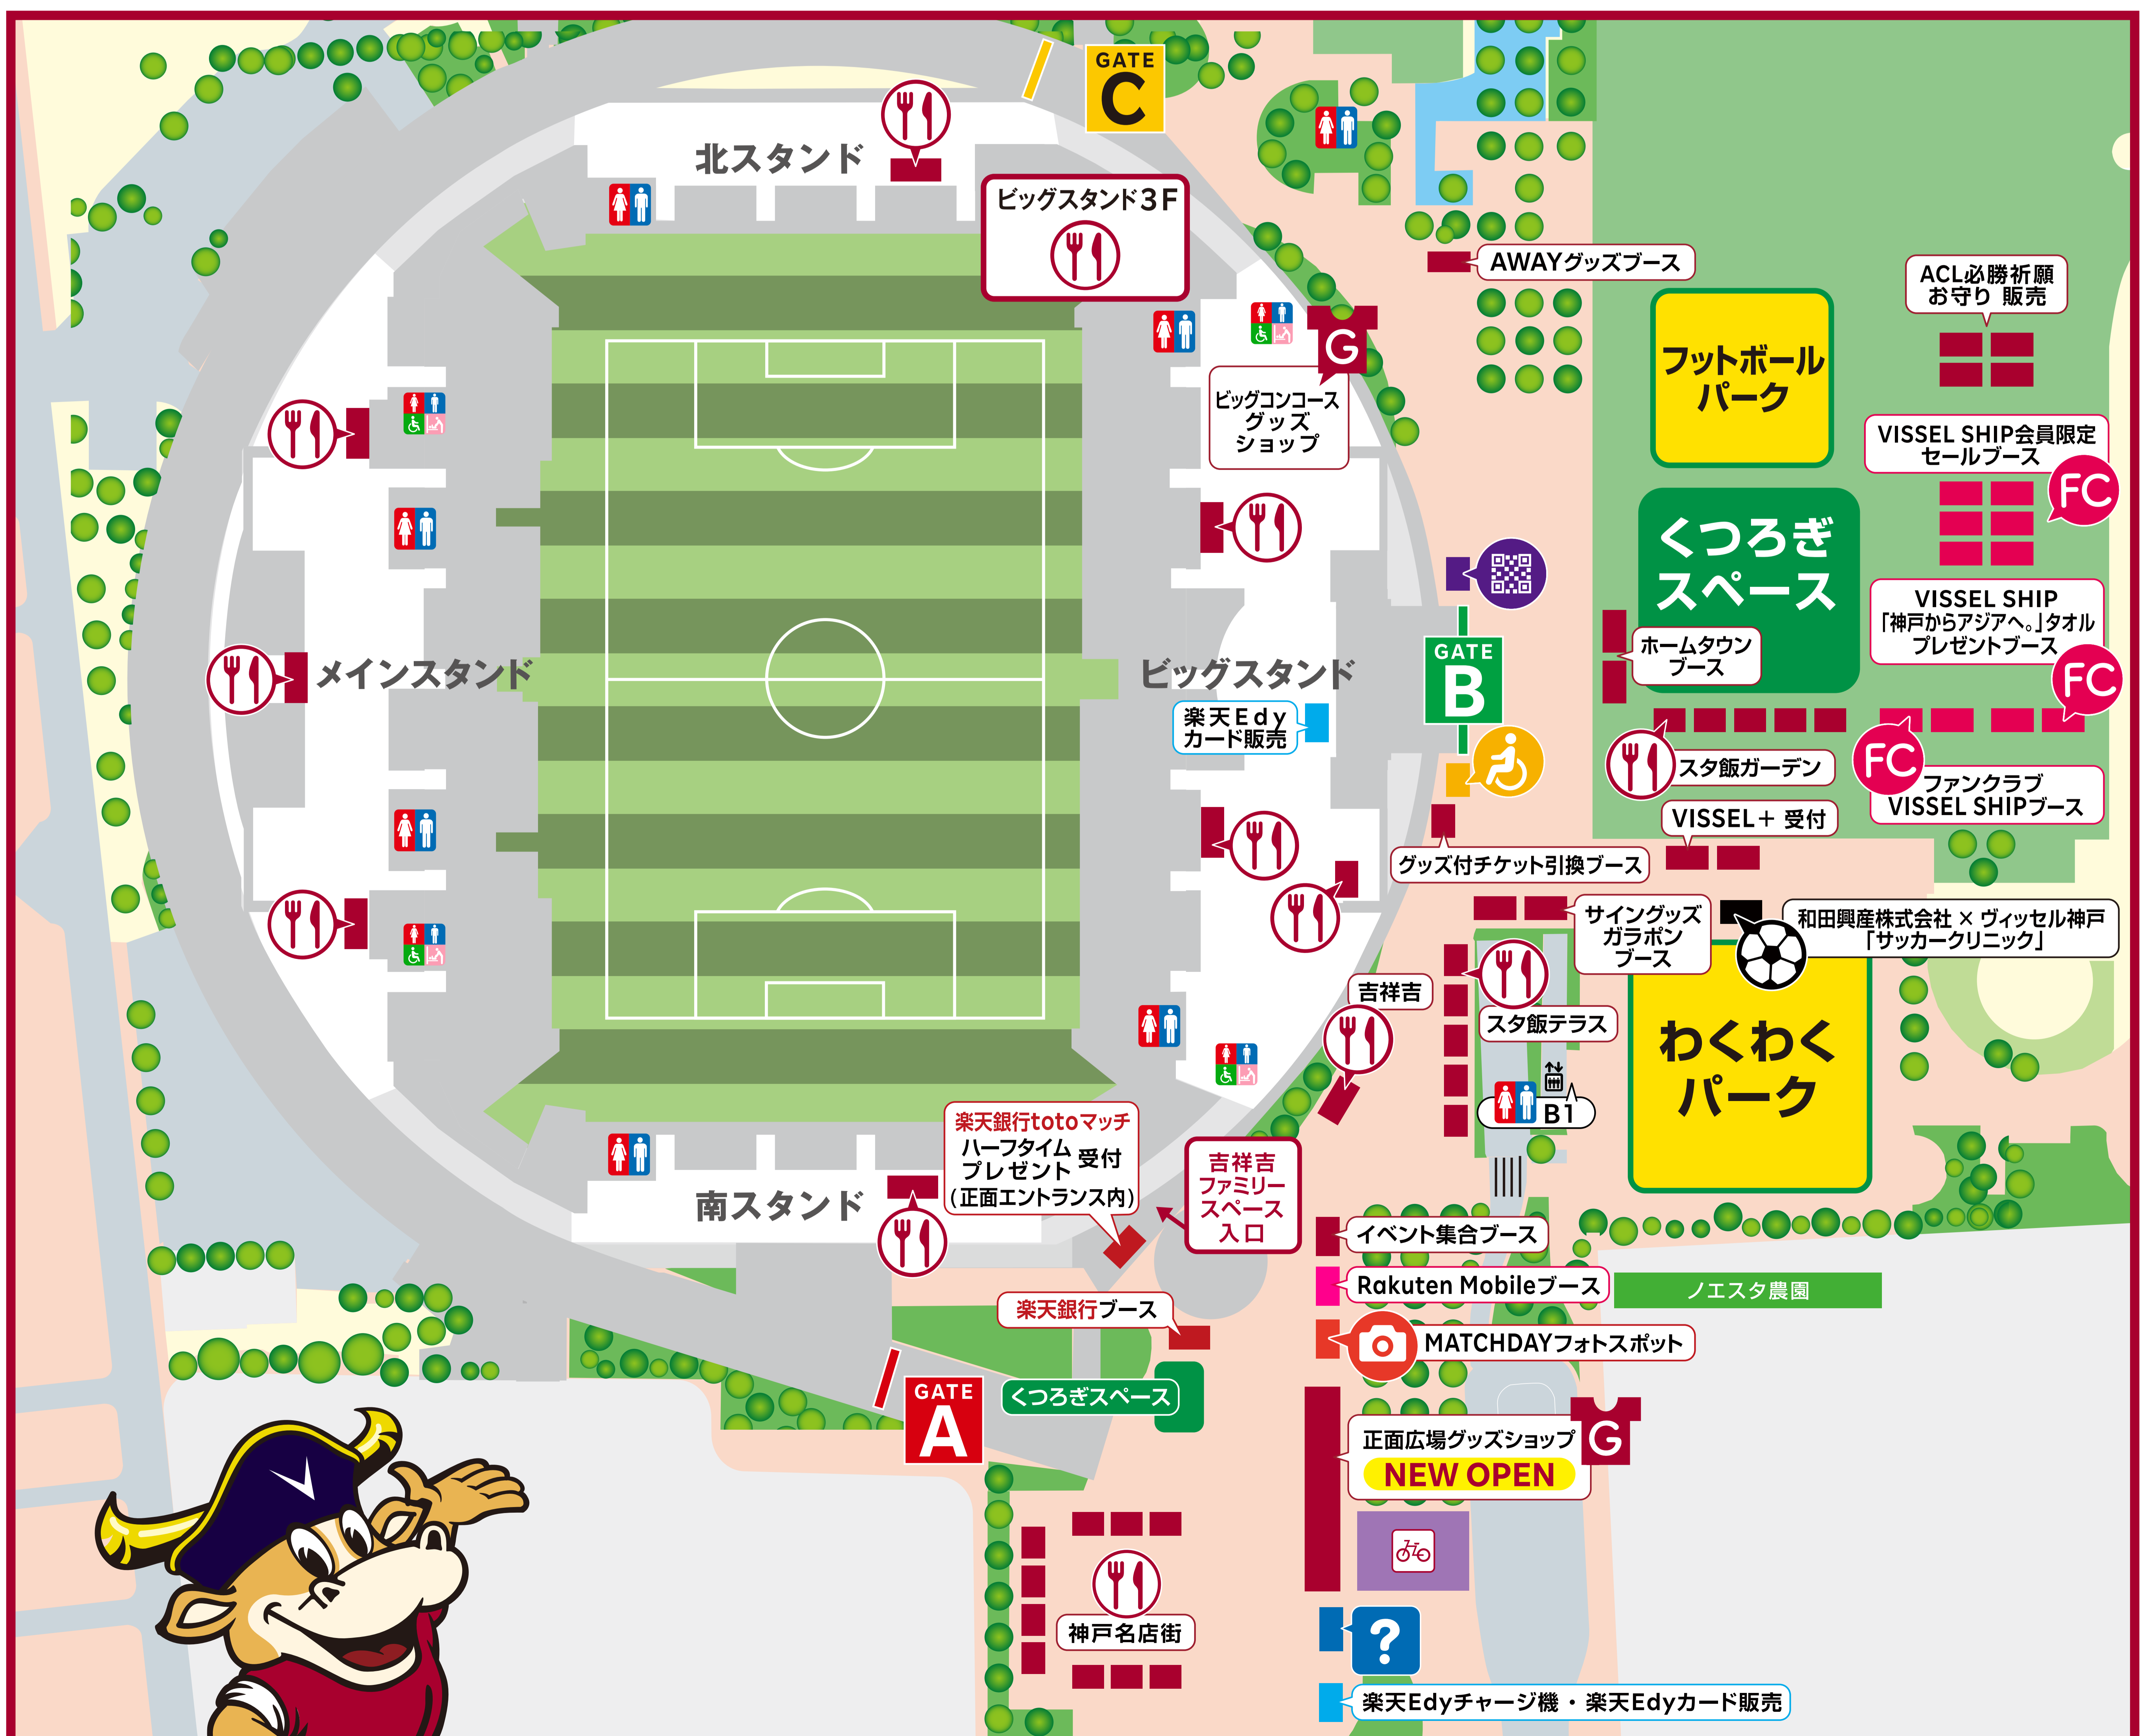 GATE
C
北スタンド
ビッグスタンド3F
AWAYグッズブース
ACL必勝祈願
お守り 販売
フットボール
パーク
G
ビッグコンコース
グッズ
ショップ
VISSEL SHIP会員限定
セールブース
FC
くつろぎ
スペース
VISSEL SHIP
「神戸からアジアへ。」タオル
プレゼントブース
FC
ホームタウン
ブース
メインスタンド
ビッグスタンド
GATE
B
楽天Edy
カード販売
スタ飯ガーデン
FC
ファンクラブ
VISSEL SHIPブース
VISSEL＋ 受付
グッズ付チケット引換ブース
サイングッズ
ガラポン
ブース
和田興産株式会社 × ヴィッセル神戸
「サッカークリニック」
吉祥吉
スタ飯テラス
わくわく
パーク
B1
楽天銀行totoマッチ
ハーフタイム
プレゼント 受付
(正面エントランス内)
吉祥吉
ファミリー
スペース
入口
南スタンド
イベント集合ブース
Rakuten Mobileブース
ノエスタ農園
楽天銀行ブース
MATCHDAYフォトスポット
GATE
A
くつろぎスペース
正面広場グッズショップ
NEW OPEN
G
神戸名店街
?
楽天Edyチャージ機・楽天Edyカード販売